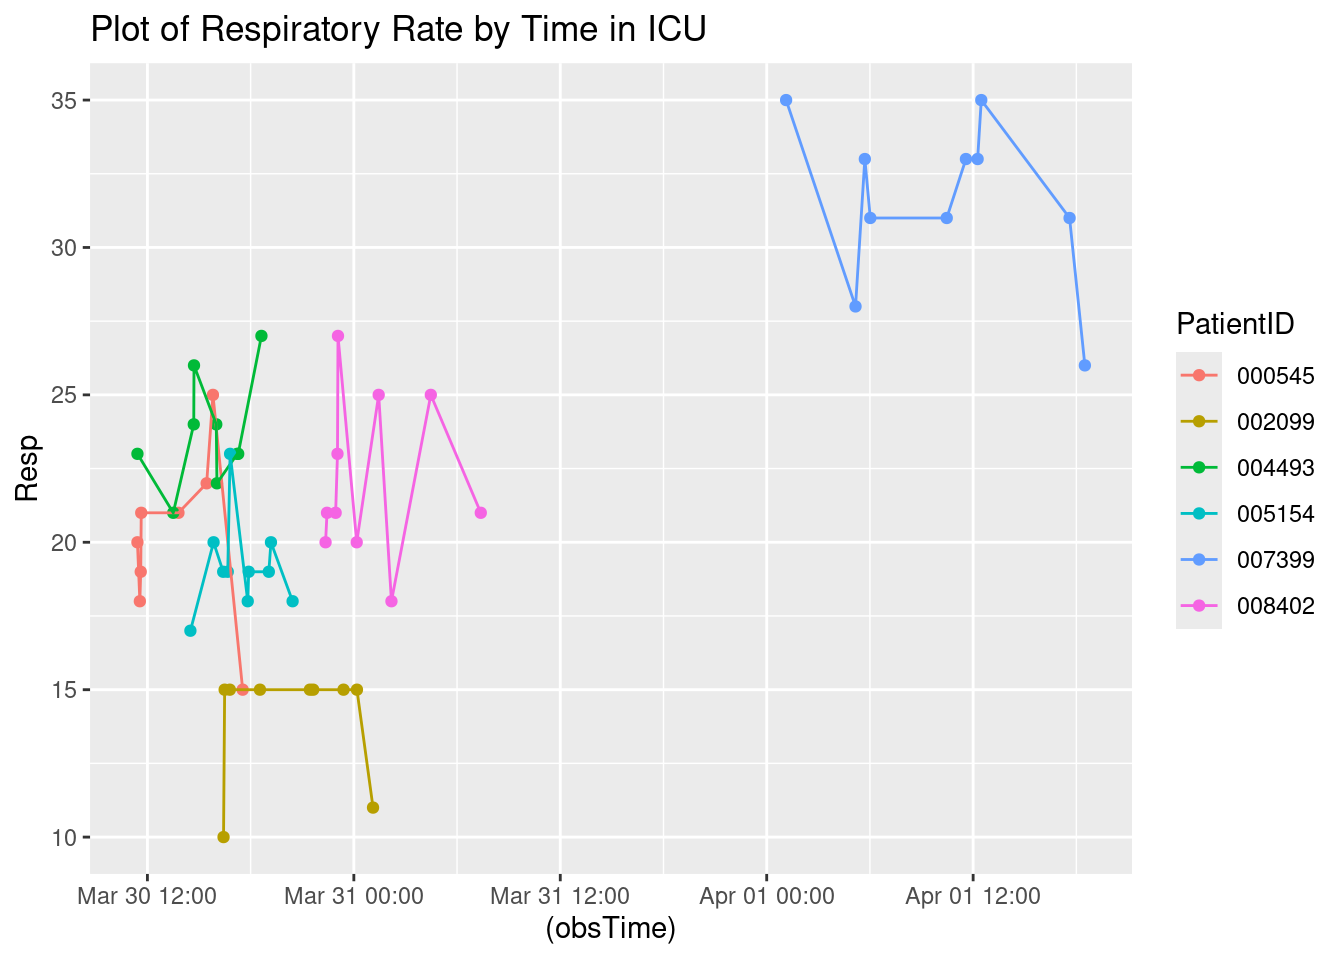 Plot of Respiratory Rate by Time in ICU
35
30
25
20
15
10
Resp
Mar 30 12:00
Mar 31 00:00
Mar 31 12:00
Apr 01 00:00
Apr 01 12:00
(obsTime)
PatientID
000545
002099
004493
005154
007399
008402